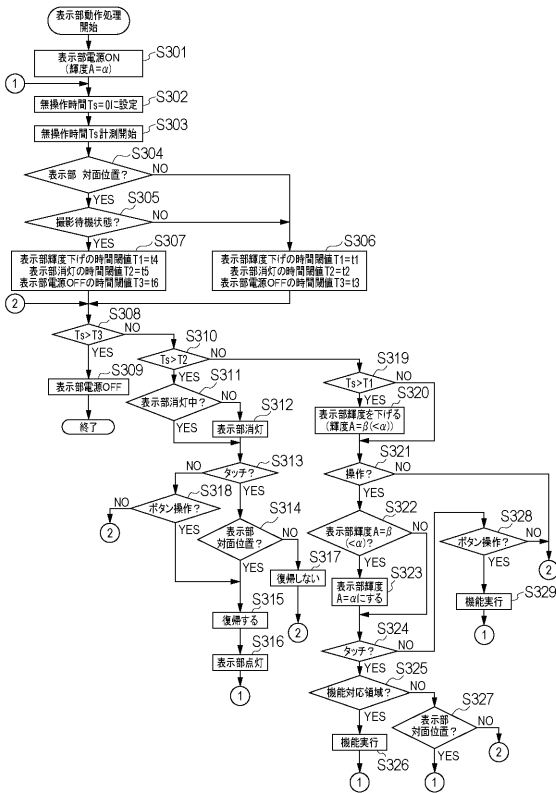 表示部動作処理
開始
表示部電源ON
(輝度A=α)
S301
1
無操作時間Ts=0に設定
S302
無操作時間Ts計測開始
S303
S304
表示部 対面位置?
NO
YES
S305
撮影待機状態?
NO
YES
S307
表示部輝度下げの時間閾値T1=t4
表示部消灯の時間閾値T2=t5
表示部電源OFFの時間閾値T3=t6
S306
表示部輝度下げの時間閾値T1=t1
表示部消灯の時間閾値T2=t2
表示部電源OFFの時間閾値T3=t3
2
S308
Ts>T3
NO
YES
S309
表示部電源OFF
終了
S310
Ts>T2
NO
YES
S311
表示部消灯中?
NO
YES
S312
表示部消灯
S313
タッチ?
NO
YES
S318
ボタン操作?
NO
YES
2
S314
表示部
対面位置?
NO
YES
S317
復帰しない
2
S315
復帰する
S316
表示部点灯
1
S319
Ts>T1
NO
YES
S320
表示部輝度を下げる
(輝度A=β(<α))
S321
操作?
NO
YES
2
S322
表示部輝度A=β
(<α)?
NO
YES
S323
表示部輝度
A=αにする
S324
タッチ?
NO
YES
S328
ボタン操作?
NO
YES
S329
機能実行
1
S325
機能対応領域?
NO
YES
S326
機能実行
1
S327
表示部
対面位置?
NO
YES
2
1